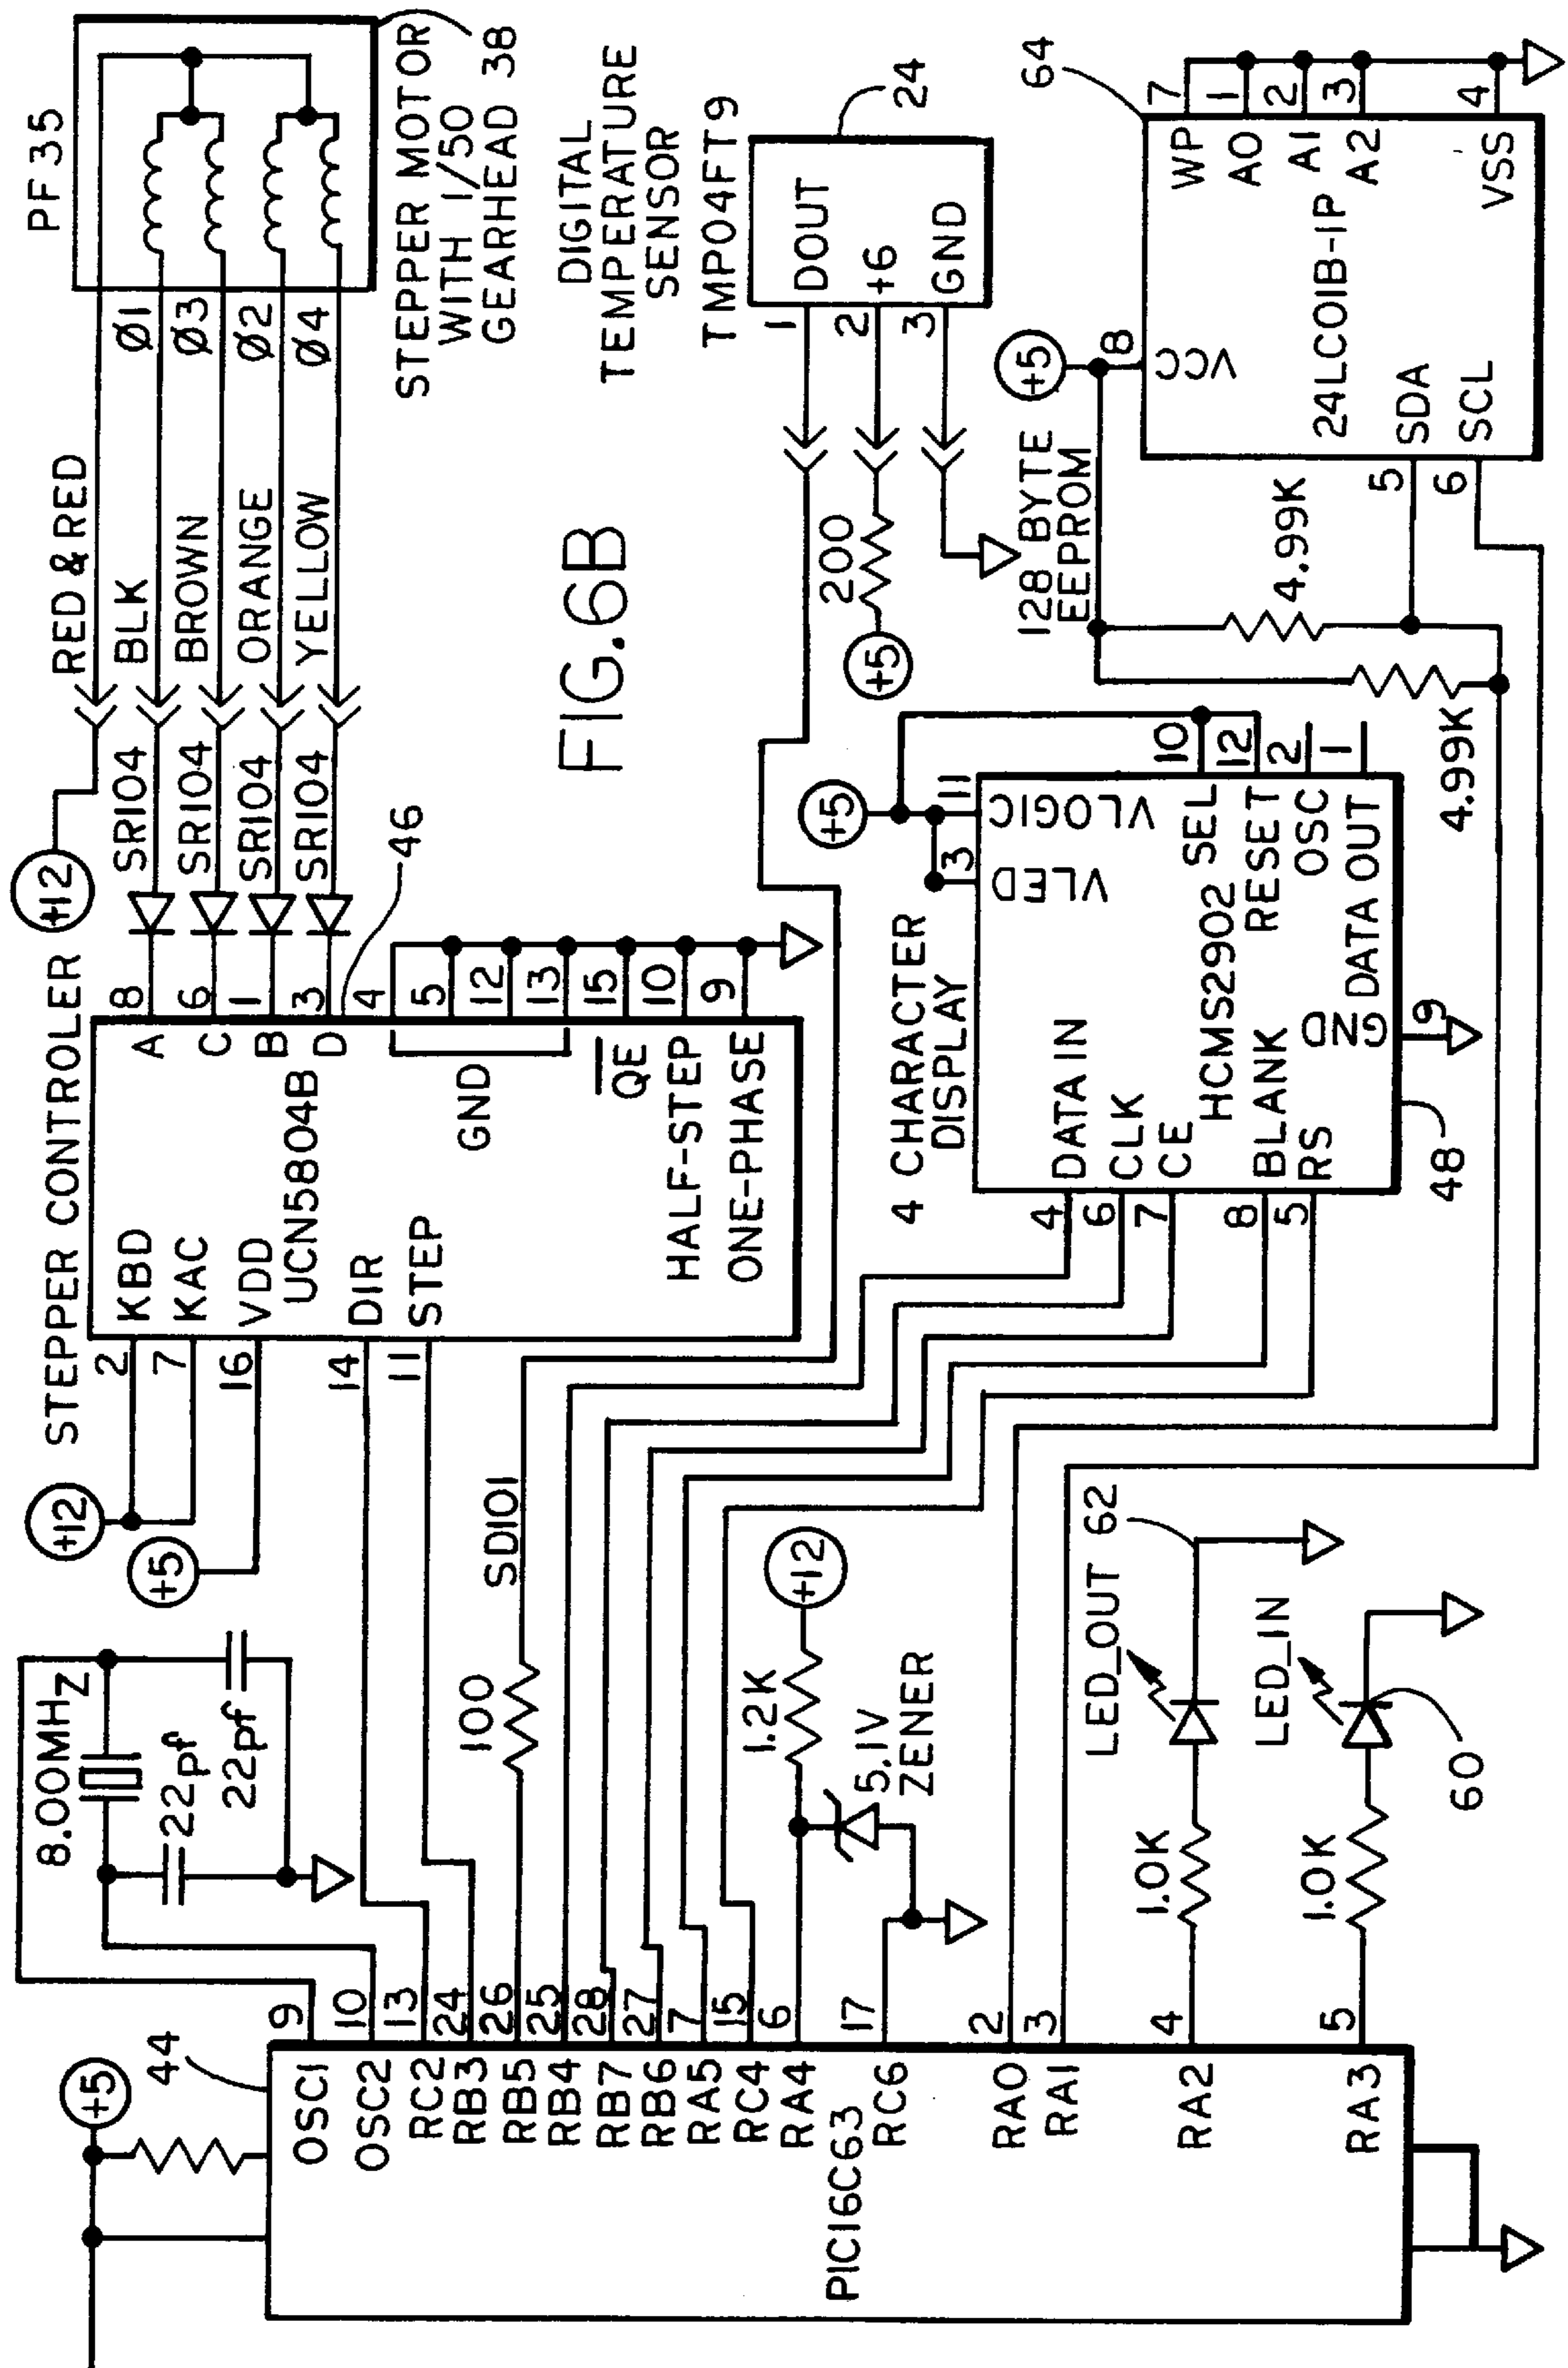 PF35
RED & RED
BLK
BROWN
ORANGE
YELLOW
Ø1
Ø3
Ø2
Ø4
STEPPER MOTOR
WITH 1/50
GEARHEAD 38
+12
SR104
SR104
SR104
SR104
STEPPER CONTROLLER
46
+12
+5
2
7
16
14
11
KBD
KAC
VDD
UCN5804B
DIR
STEP
8
6
1
3
4
5
12
13
15
10
9
A
C
B
D
GND
QE
HALF-STEP
ONE-PHASE
FIG.6B
DIGITAL
TEMPERATURE
SENSOR
TMP04FT9
24
1
2
3
DOUT
+6
GND
200
+5
8.00MHZ
22pf
22pf
SD101
100
+12
1.2K
5.1V
ZENER
4 CHARACTER
DISPLAY
+5
11
3
VLOGIC
VLED
4
6
7
8
5
DATA IN
CLK
CE
HCMS2902
BLANK
RS
10
12
2
1
SEL
RESET
OSC
DATA OUT
GND
9
48
128 BYTE
EEPROM
+5
8
VCC
64
24LC01B-1P
7
1
2
3
4
WP
A0
A1
A2
VSS
5
6
SDA
SCL
4.99K
4.99K
+5
44
9
10
13
24
26
25
28
27
7
15
6
17
2
3
4
5
OSC1
OSC2
RC2
RB3
RB5
RB4
RB7
RB6
RA5
RC4
RA4
PIC16C63
RC6
RA0
RA1
RA2
RA3
1.0K
LED_OUT 62
1.0K
LED_IN
60